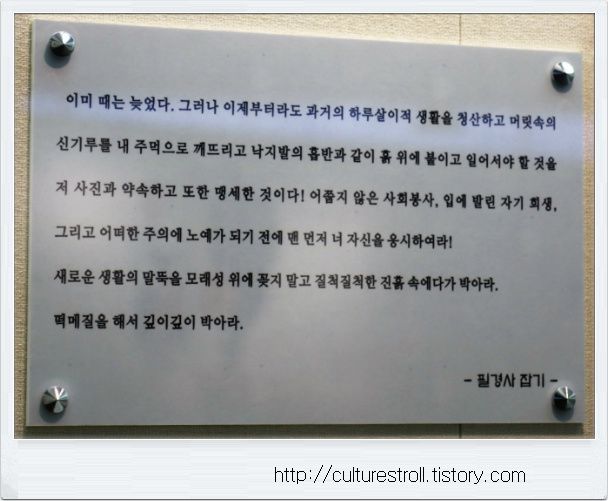 이미 때는 늦었다. 그러나 이제부터라도 과거의 하루살이적 생활을 청산하고 머릿속의
신기루를 내 주먹으로 깨뜨리고 낙지발의 흡반과 같이 흙 위에 붙이고 일어서야 할 것을
저 사진과 약속하고 또한 맹세한 것이다! 어쭙지 않은 사회봉사, 입에 발린 자기 희생,
그리고 어떠한 주의에 노예가 되기 전에 맨 먼저 너 자신을 응시하여라!
새로운 생활의 말뚝을 모래성 위에 꽂지 말고 질척질척한 진흙 속에다가 박아라.
떡메질을 해서 깊이깊이 박아라.
- 필경사 잡기 -
http://culturestroll.tistory.com